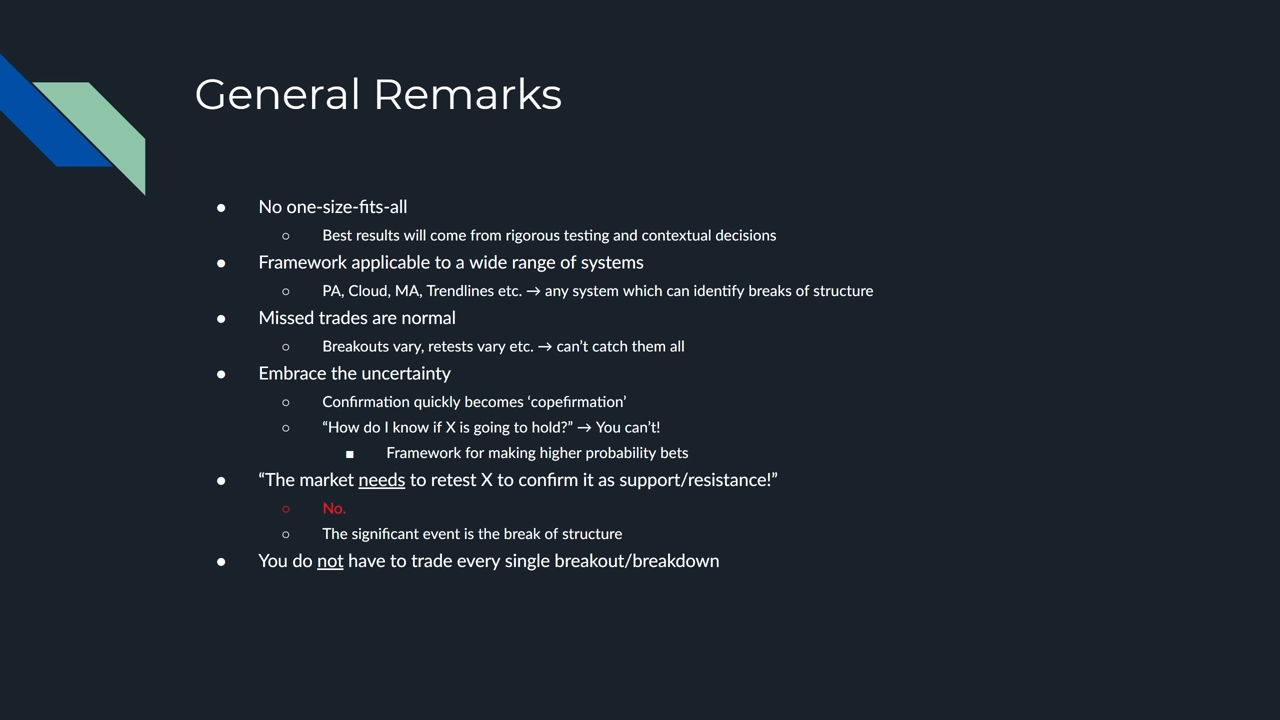 General Remarks
● No one-size-fits-all
○ Best results will come from rigorous testing and contextual decisions
● Framework applicable to a wide range of systems
○ PA, Cloud, MA, Trendlines etc. → any system which can identify breaks of structure
● Missed trades are normal
○ Breakouts vary, retests vary etc. → can’t catch them all
● Embrace the uncertainty
○ Confirmation quickly becomes ‘copefirmation’
○ “How do I know if X is going to hold?” → You can’t!
■ Framework for making higher probability bets
● “The market needs to retest X to confirm it as support/resistance!”
○ No.
○ The significant event is the break of structure
● You do not have to trade every single breakout/breakdown